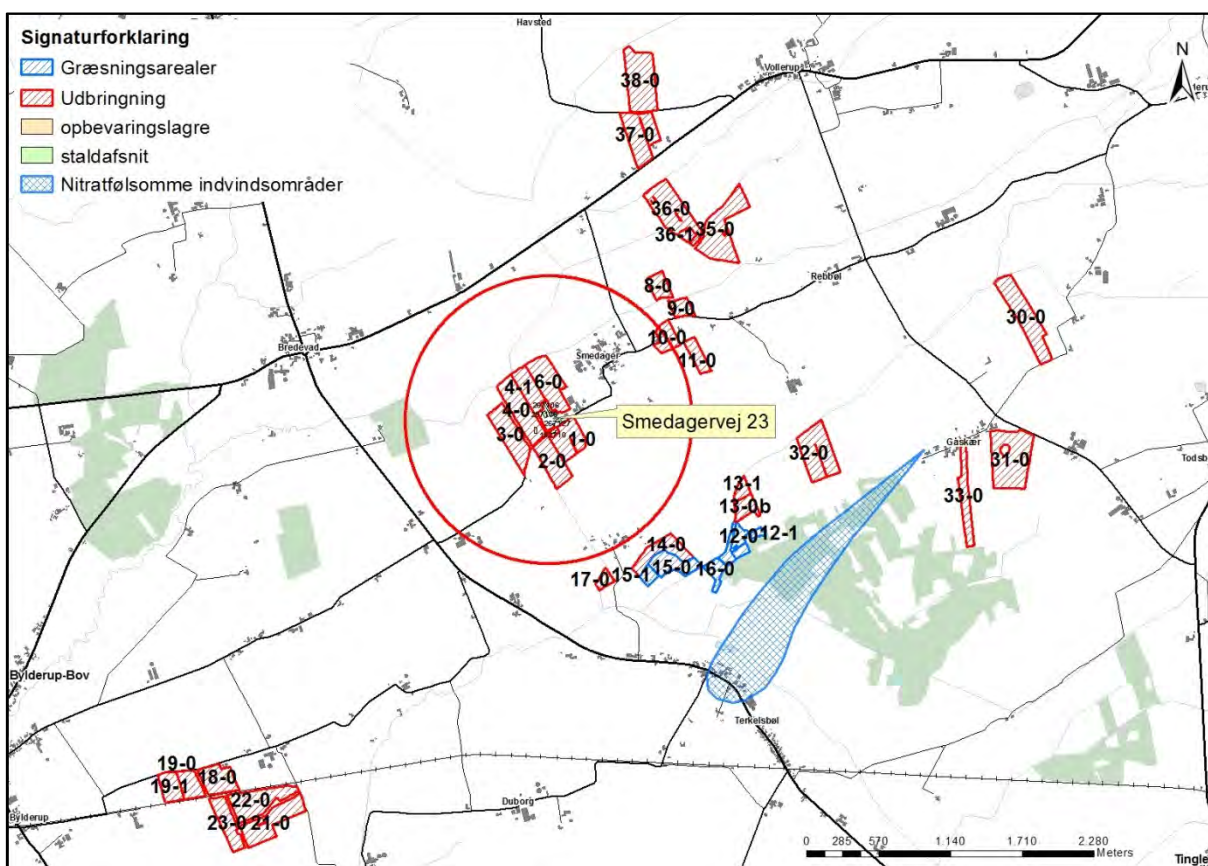 Signaturforklaring
Græsningsarealer
Udbringning
opbevaringslagre
staldafsnit
Nitratfølsomme indvindsområder
Havsted
N
Vollerup
38-0
37-0
36-0
36-1
35-0
8-0
Rebbøl
9-0
30-0
10-0
Bredevad
Smedager
11-0
4-1
6-0
4-0
3-0
Smedagervej 23
1-0
2-0
32-0
Gaskær
31-0
Todsb
13-1
33-0
13-0b
12-0
12-1
14-0
17-0
15-1
15-0
16-0
Bylderup-Bov
Terkelsbøl
19-0
19-1
18-0
22-0
23-0
21-0
Duborg
Bylderup
0 285 570 1.140 1.710 2.280
Meters
Tingle